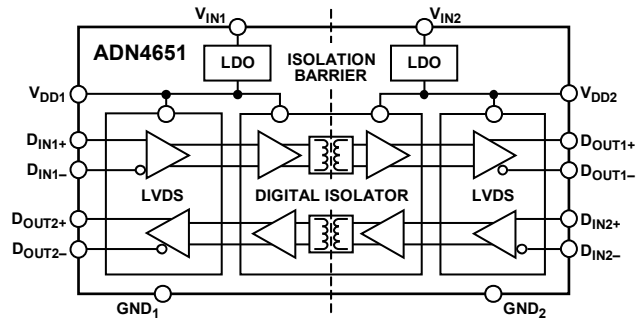 VIN1 VIN2
ADN4651
LDO ISOLATION BARRIER LDO
VDD1 VDD2
DIN1+ DOUT1+
DIN1– DOUT1–
LVDS DIGITAL ISOLATOR LVDS
DOUT2+ DIN2+
DOUT2– DIN2–
GND1 GND2